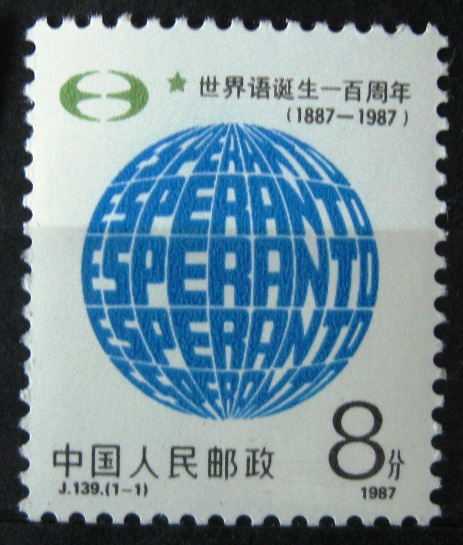 世界语诞生一百周年
(1887—1987)
ESPERANTO
ESPERANTO
ESPERANTO
ESPERANTO
ESPERANTO
中国人民邮政
8分
J.139.(1-1)
1987